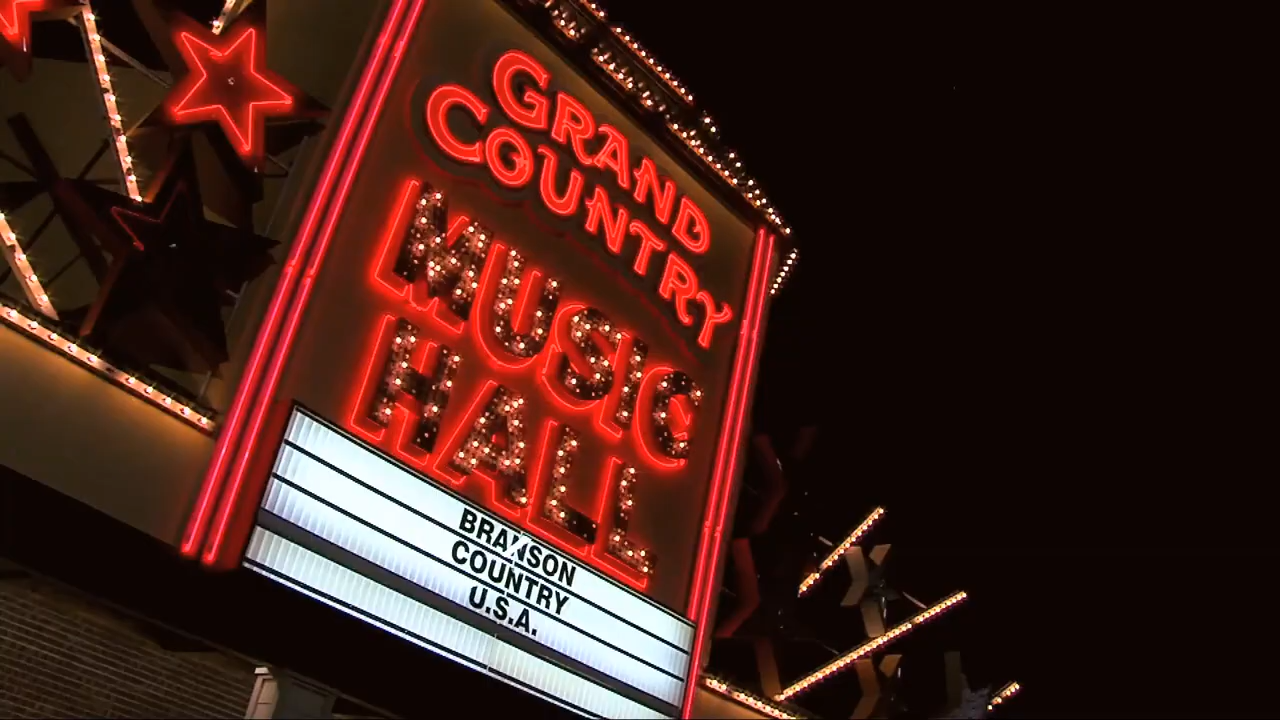 GRAND
COUNTRY
MUSIC
HALL
BRANSON
COUNTRY
U.S.A.